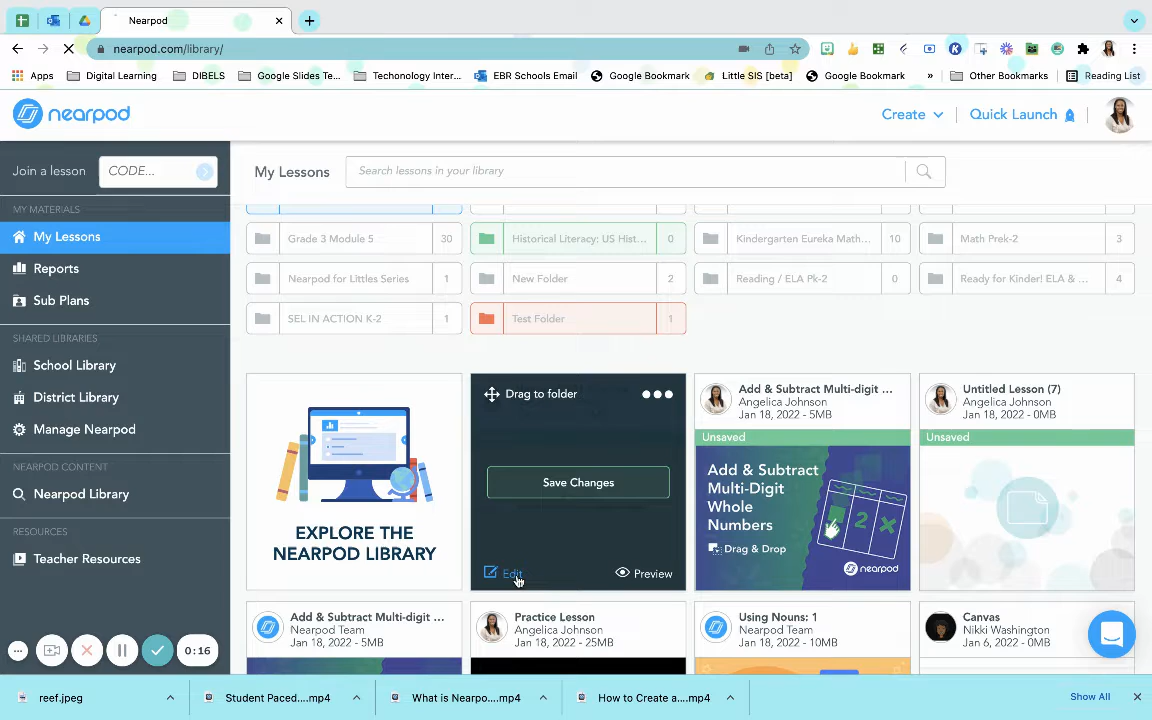 Nearpod
nearpod.com/library/
Apps
Digital Learning
DIBELS
Google Slides Te...
Techonology Inter...
EBR Schools Email
Google Bookmark
Little SIS [beta]
Google Bookmark
»
Other Bookmarks
Reading List
nearpod
Create
Quick Launch
Join a lesson
CODE...
My Lessons
Search lessons in your library
MY MATERIALS
My Lessons
Reports
Sub Plans
SHARED LIBRARIES
School Library
District Library
Manage Nearpod
NEARPOD CONTENT
Nearpod Library
RESOURCES
Teacher Resources
Grade 3 Module 5
30
Historical Literacy: US Hist...
0
Kindergarten Eureka Math...
10
Math Prek-2
3
Nearpod for Littles Series
1
New Folder
2
Reading / ELA Pk-2
0
Ready for Kinder! ELA & ...
4
SEL IN ACTION K-2
1
Test Folder
1
EXPLORE THE
NEARPOD LIBRARY
Drag to folder
Save Changes
Edit
Preview
Add & Subtract Multi-digit ...
Angelica Johnson
Jan 18, 2022 - 5MB
Unsaved
Add & Subtract
Multi-Digit
Whole
Numbers
Drag & Drop
2
nearpod
Untitled Lesson (7)
Angelica Johnson
Jan 18, 2022 - 0MB
Unsaved
Add & Subtract Multi-digit ...
Nearpod Team
Jan 18, 2022 - 5MB
Practice Lesson
Angelica Johnson
Jan 18, 2022 - 25MB
Using Nouns: 1
Nearpod Team
Jan 18, 2022 - 10MB
Canvas
Nikki Washington
Jan 6, 2022 - 0MB
0:16
reef.jpeg
Student Paced....mp4
What is Nearpo....mp4
How to Create a....mp4
Show All